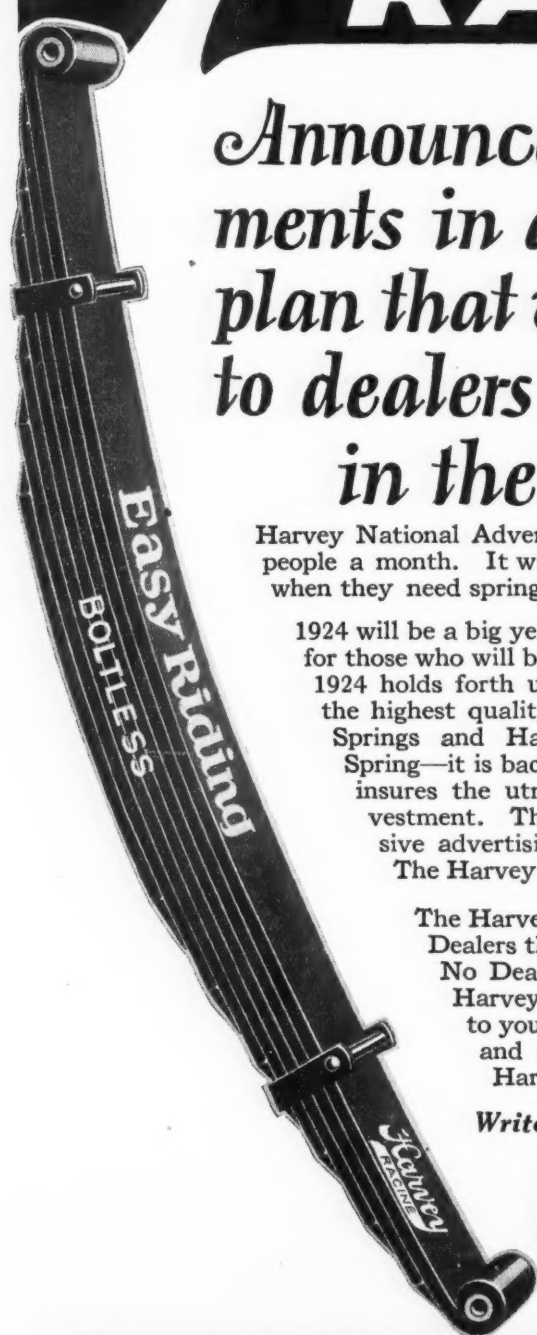 Announc
ments in
plan that
to dealers
in the
Harvey National Adver
people a month. It w
when they need spring
1924 will be a big ye
for those who will b
1924 holds forth u
the highest qualit
Springs and Ha
Spring—it is bac
insures the utr
vestment. Th
sive advertisi
The Harvey
The Harve
Dealers th
No Dea
Harvey
to you
and
Har
Write
Easy Riding
BOLTLESS
Harvey
RACINE